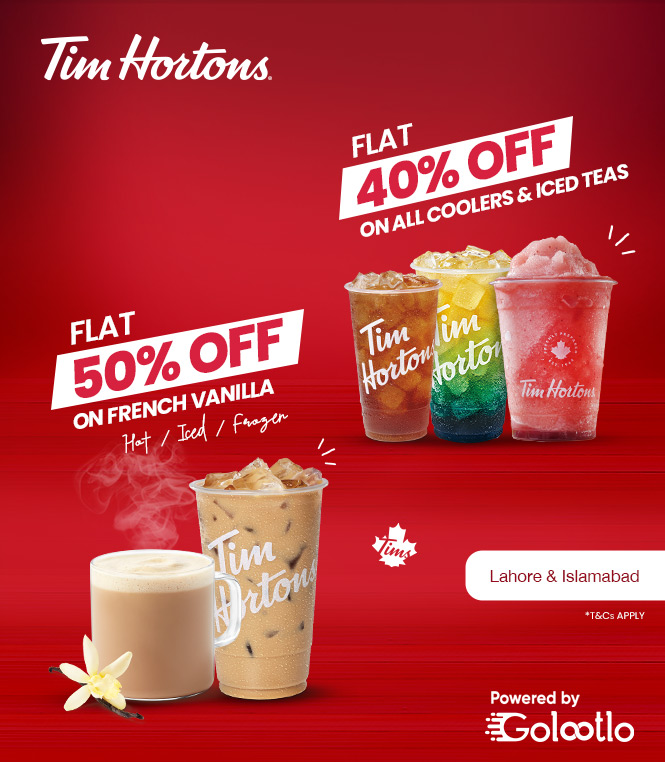 Tim Hortons.
FLAT
40% OFF
ON ALL COOLERS & ICED TEAS
Tim
Hortons
Tim
Horton
Tim Hortons
FLAT
50% OFF
ON FRENCH VANILLA
Hot / Iced / Frozen
Tim
Hortons
Tims
Lahore & Islamabad
*T&Cs APPLY
Powered by
Golootlo